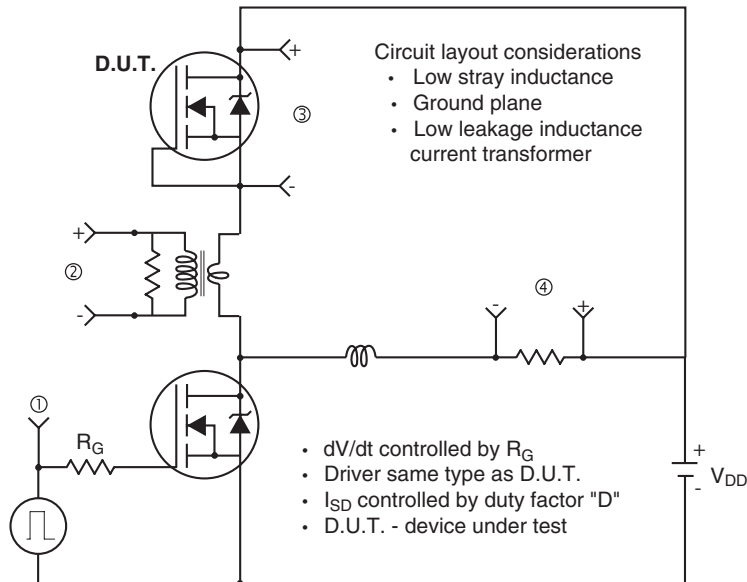 D.U.T.
+
-
③
Circuit layout considerations
• Low stray inductance
• Ground plane
• Low leakage inductance
current transformer
+
②
-
④
-
+
①
R_G
• dV/dt controlled by R_G
• Driver same type as D.U.T.
• I_SD controlled by duty factor "D"
• D.U.T. - device under test
+
-
V_DD